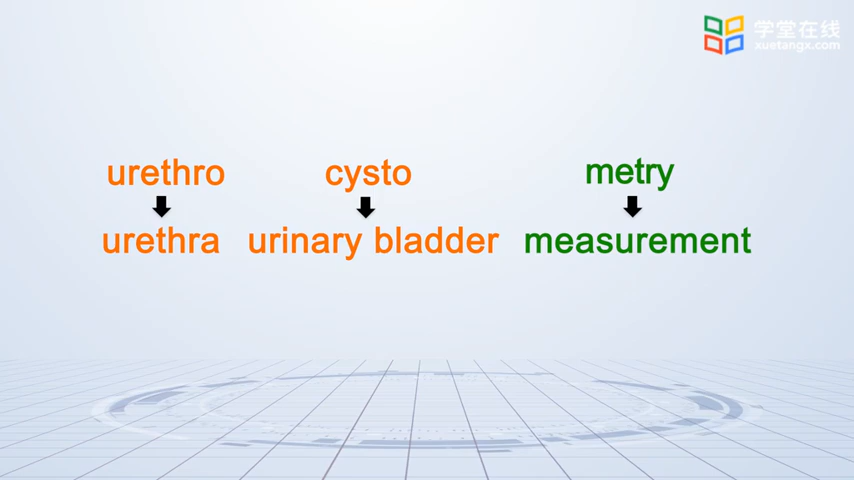 学堂在线
xuetangx.com
urethro cysto metry
urethra urinary bladder measurement